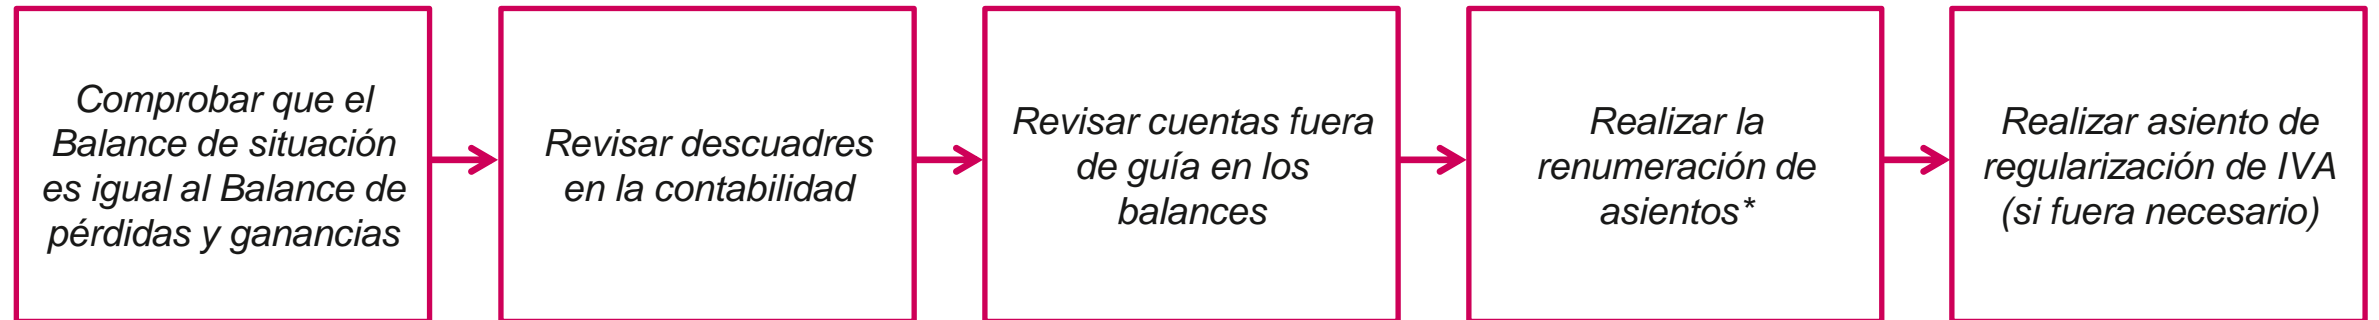 Comprobar que el
Balance de situación
es igual al Balance de
pérdidas y ganancias
Revisar descuadres
en la contabilidad
Revisar cuentas fuera
de guía en los
balances
Realizar la
renumeración de
asientos*
Realizar asiento de
regularización de IVA
(si fuera necesario)